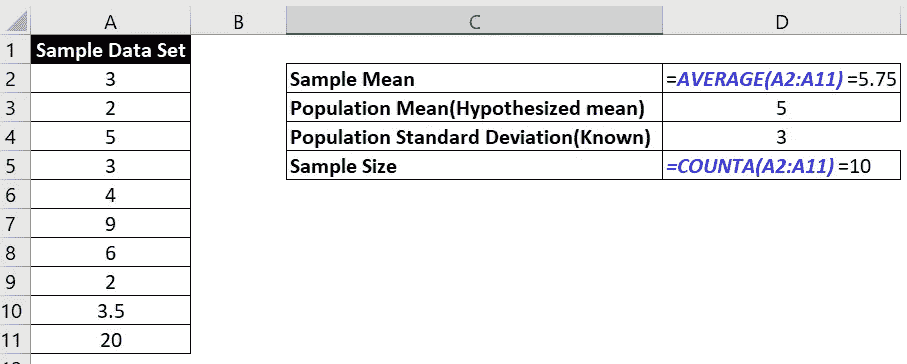 A B C D
1 Sample Data Set
2 3 Sample Mean =AVERAGE(A2:A11) =5.75
3 2 Population Mean(Hypothesized mean) 5
4 5 Population Standard Deviation(Known) 3
5 3 Sample Size =COUNTA(A2:A11) =10
6 4
7 9
8 6
9 2
10 3.5
11 20